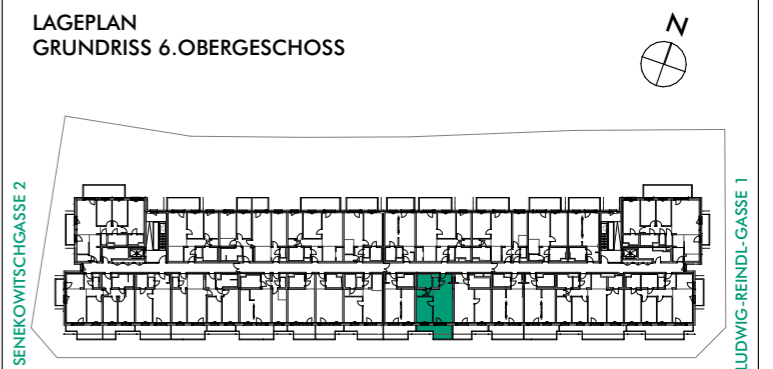 LAGEPLAN
GRUNDRISS 6.OBERGESCHOSS
N
SENEKOWITSCHGASSE 2
LUDWIG-REINDL-GASSE 1